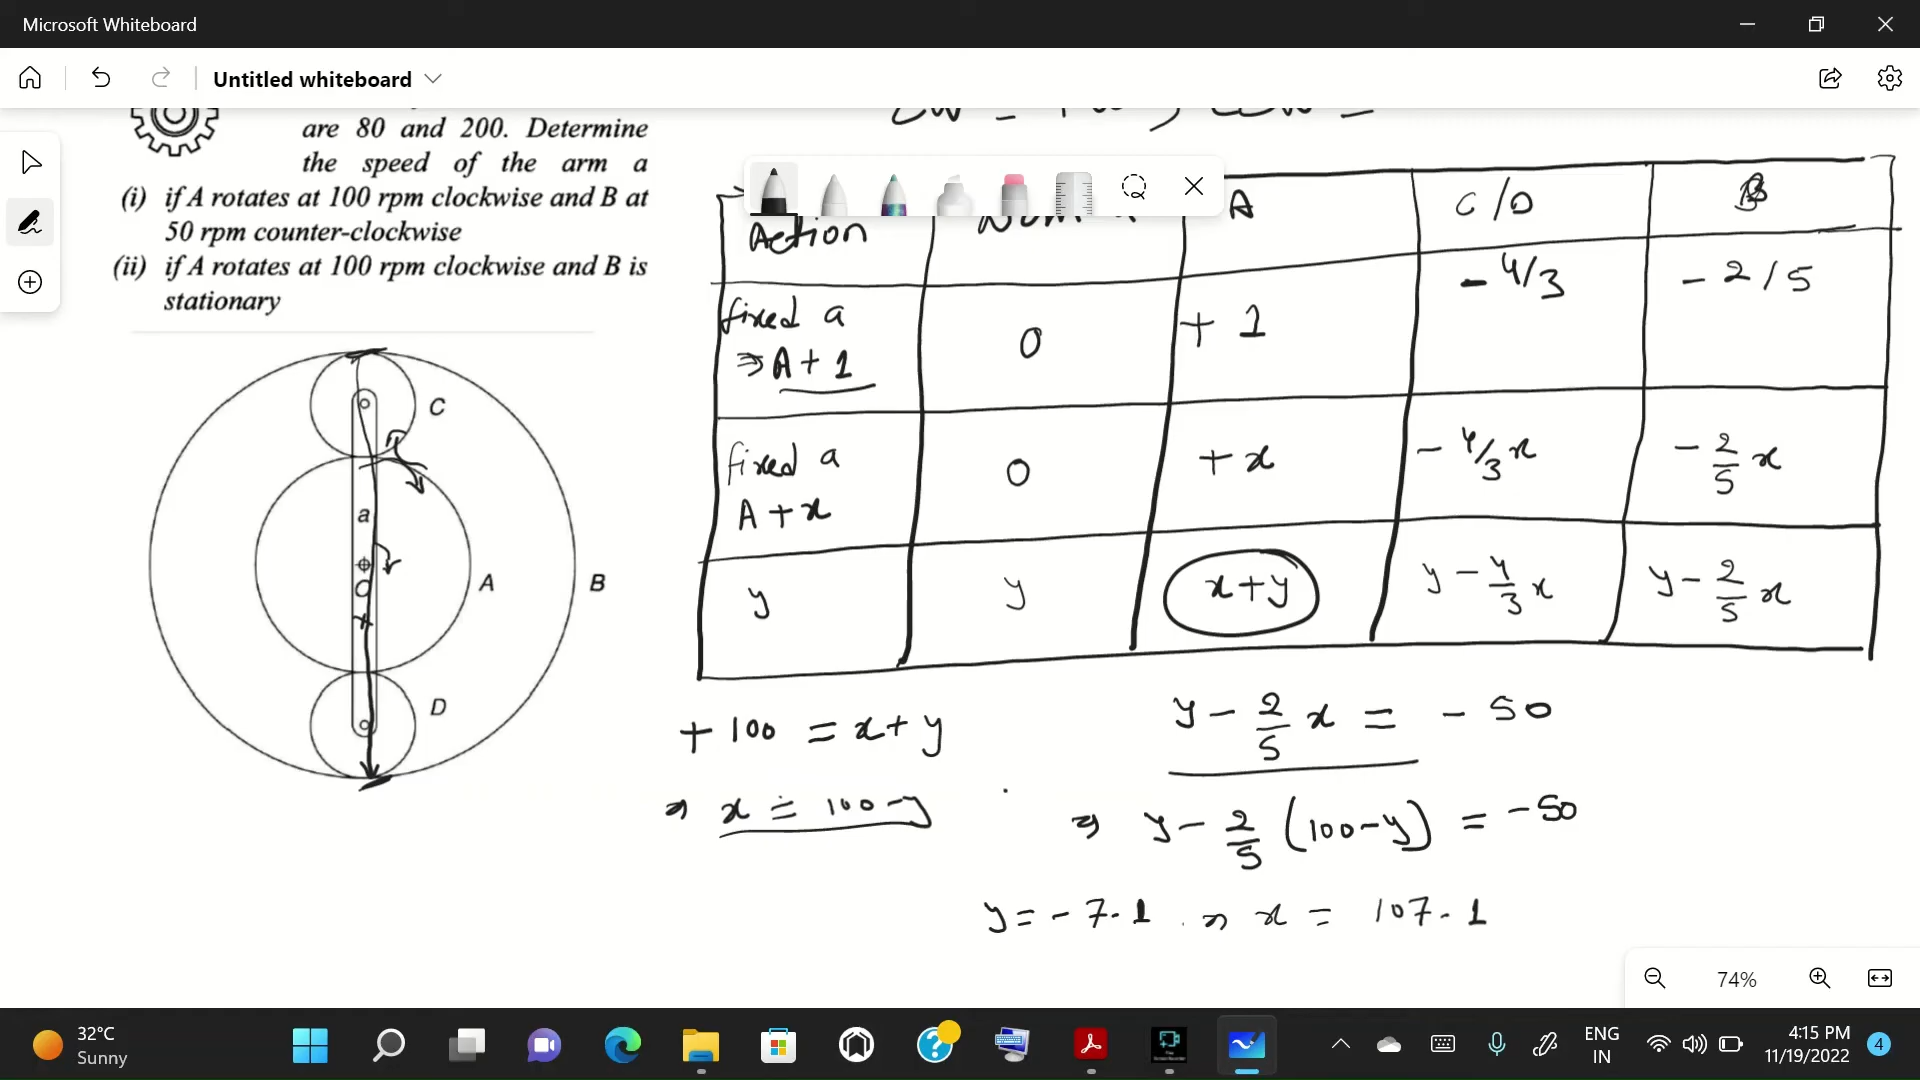 Microsoft Whiteboard
Untitled whiteboard
are 80 and 200. Determine
the speed of the arm a
(i) if A rotates at 100 rpm clockwise and B at
50 rpm counter-clockwise
(ii) if A rotates at 100 rpm clockwise and B is
stationary
C
a
A
B
O
D
Action A C/D B
fixed a 0 + 1 - 4/3 - 2/5
⇒ A + 1
fixed a 0 + x - 4/3 x - 2/5 x
A + x
y y x+y y - 4/3 x y - 2/5 x
+ 100 = x + y
y - 2/5 x = - 50
⇒ x = 100 - y
⇒ y - 2/5 (100-y) = -50
y = - 7.1 ⇒ x = 107.1
74%
32°C
Sunny
ENG
IN
4:15 PM
11/19/2022
4